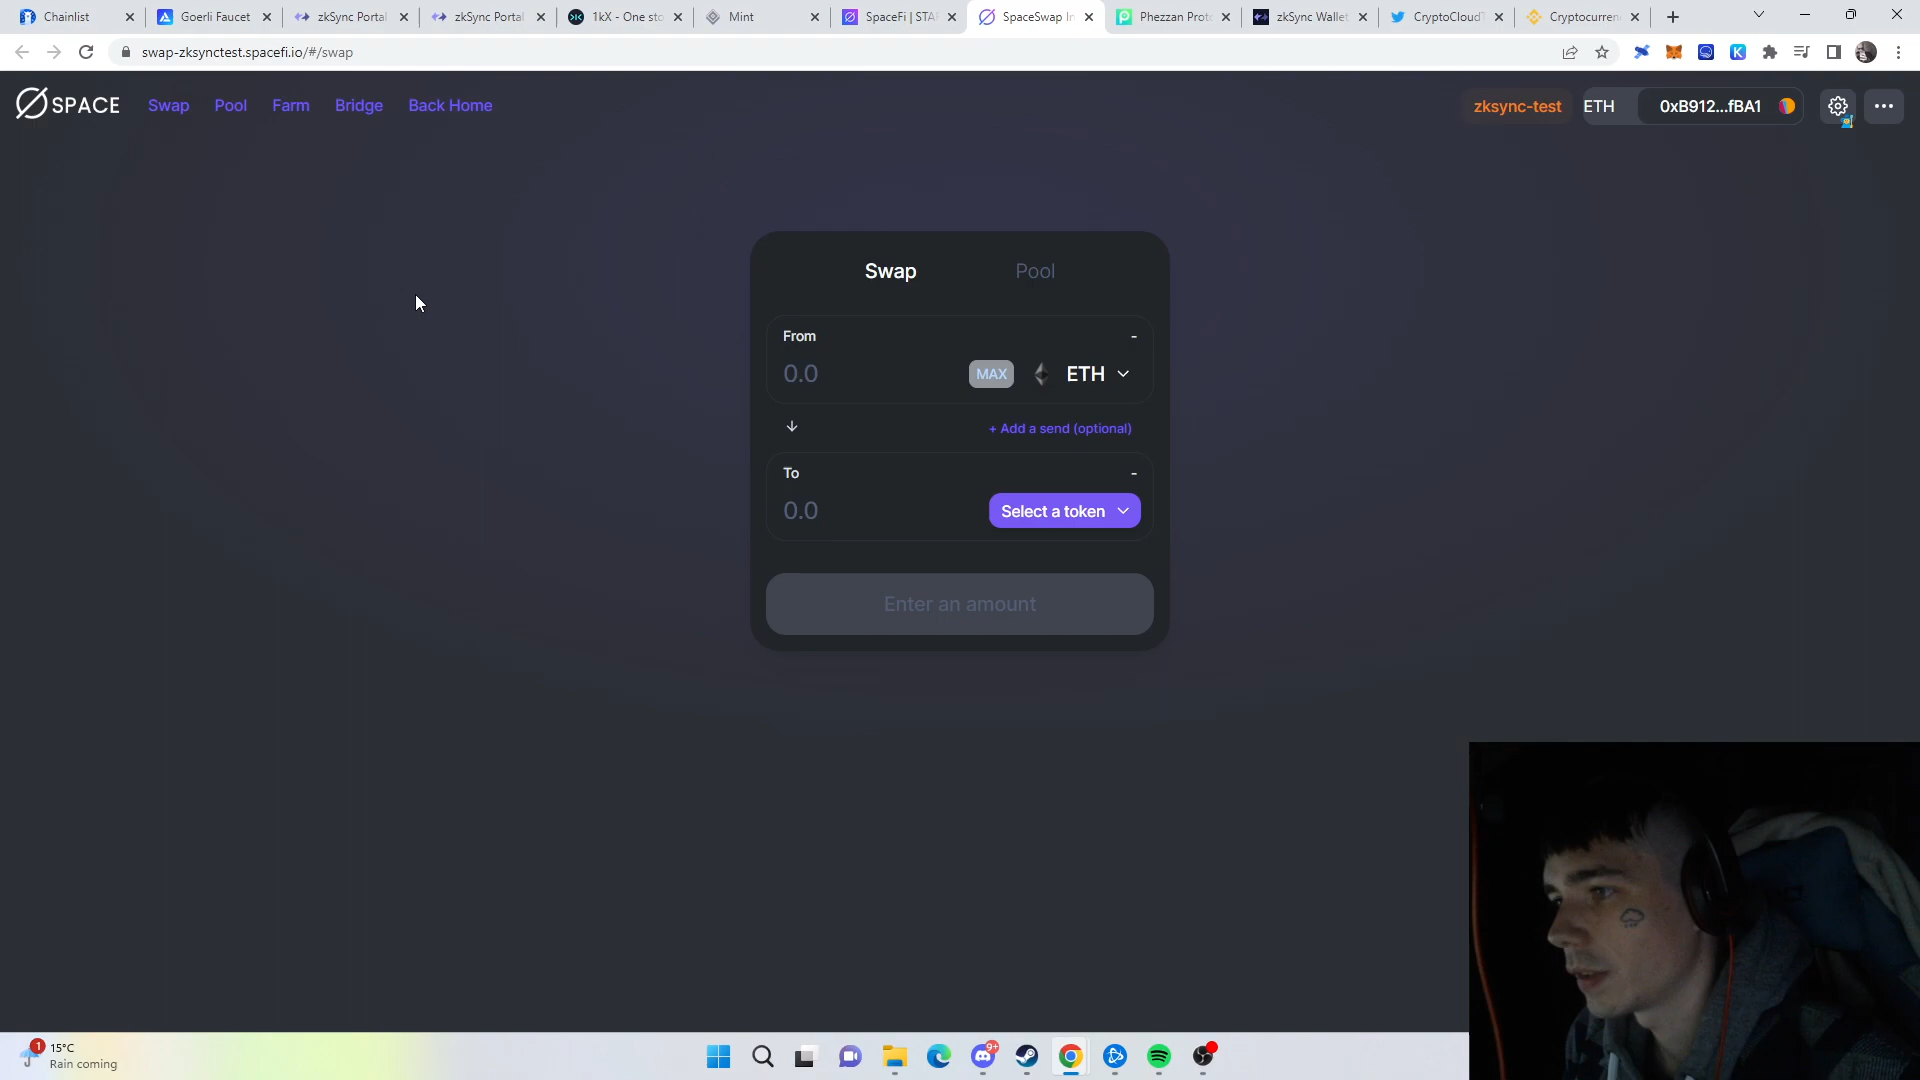 Chainlist
Goerli Faucet
zkSync Portal
zkSync Portal
1kX - One sto
Mint
SpaceFi | STA
SpaceSwap In
Phezzan Prot
zkSync Wallet
CryptoCloudT
Cryptocurren
swap-zksynctest.spacefi.io/#/swap
K
SPACE
Swap
Pool
Farm
Bridge
Back Home
zksync-test
ETH
0xB912...fBA1
Swap
Pool
From
-
0.0
MAX
ETH
+ Add a send (optional)
To
-
0.0
Select a token
Enter an amount
1
15°C
Rain coming
9+